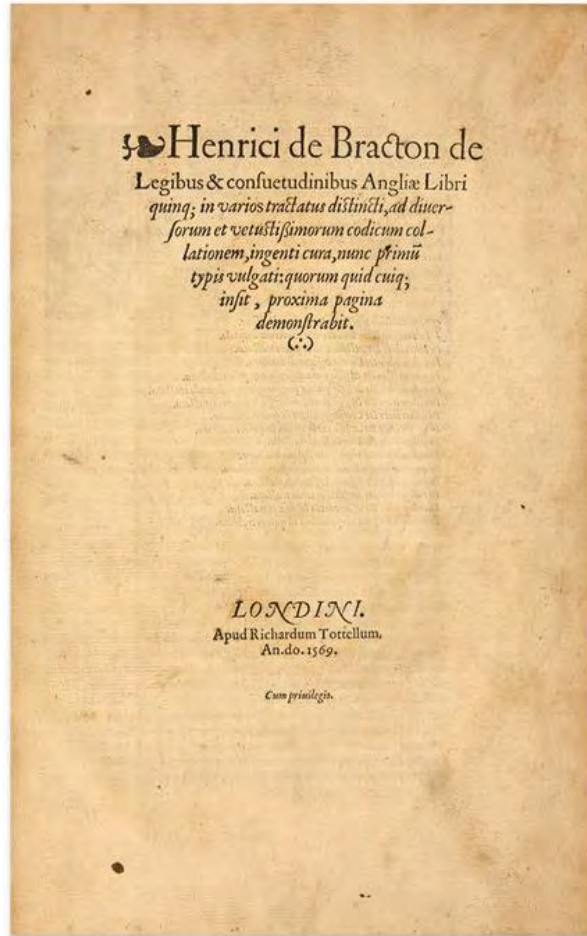 Henrici de Bracton de
Legibus & conſuetudinibus Angliæ Libri
quinq; in varios tractatus diſtincti, ad diuer-
ſorum et vetuſtiſsimorum codicum col-
lationem, ingenti cura, nunc primū
typis vulgati: quorum quid cuiq;
inſit, proxima pagina
demonſtrabit.
(∴)
LONDINI.
Apud Richardum Tottellum.
An.do. 1569.
Cum priuilegio.